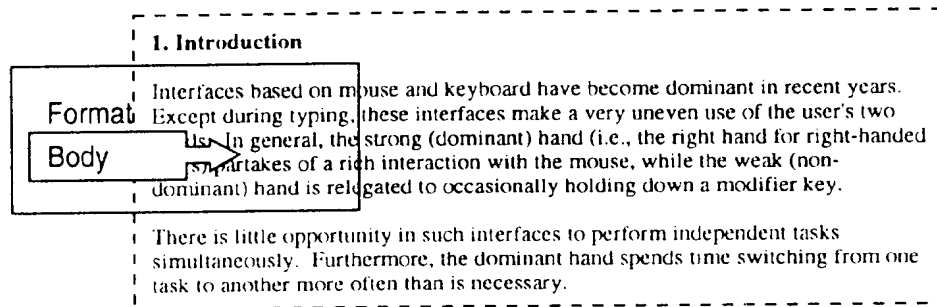 1. Introduction
Interfaces based on mouse and keyboard have become dominant in recent years.
Format Except during typing, these interfaces make a very uneven use of the user's two
In general, the strong (dominant) hand (i.e., the right hand for right-handed
Body partakes of a rich interaction with the mouse, while the weak (non-
dominant) hand is relegated to occasionally holding down a modifier key.
There is little opportunity in such interfaces to perform independent tasks
simultaneously. Furthermore, the dominant hand spends time switching from one
task to another more often than is necessary.